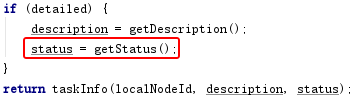 if (detailed) {
    description = getDescription();
    status = getStatus();
}
return taskInfo(localNodeId, description, status);